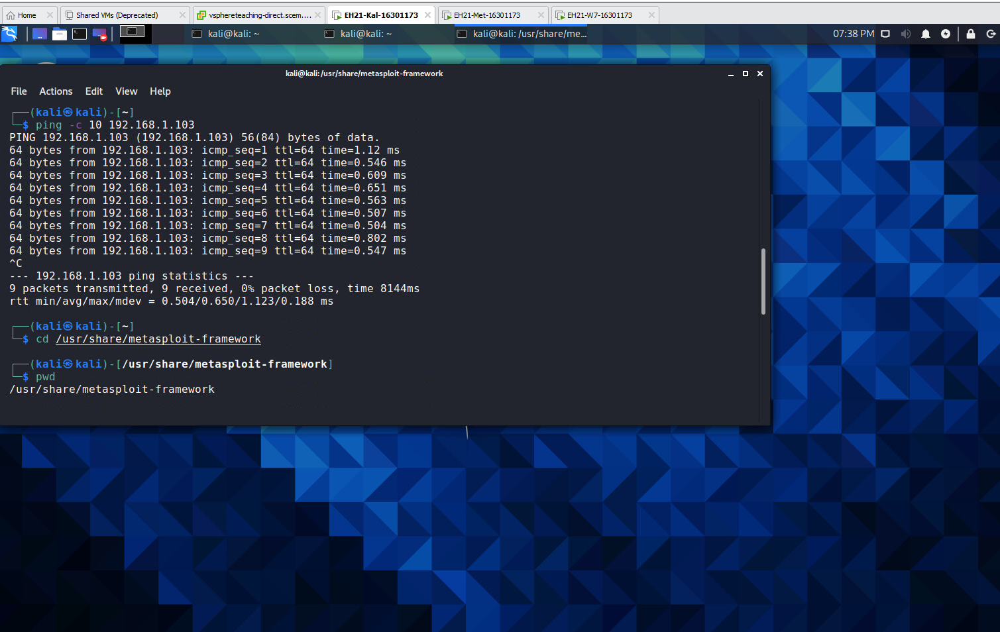 Home
Shared VMs (Deprecated)
vsphereteaching-direct.scem....
EH21-Kal-16301173
EH21-Met-16301173
EH21-W7-16301173
kali@kali: ~
kali@kali: ~
kali@kali: /usr/share/me...
07:38 PM
kali@kali:/usr/share/metasploit-framework
File Actions Edit View Help
┌──(kali㉿kali)-[~]
└─$ ping -c 10 192.168.1.103
PING 192.168.1.103 (192.168.1.103) 56(84) bytes of data.
64 bytes from 192.168.1.103: icmp_seq=1 ttl=64 time=1.12 ms
64 bytes from 192.168.1.103: icmp_seq=2 ttl=64 time=0.546 ms
64 bytes from 192.168.1.103: icmp_seq=3 ttl=64 time=0.609 ms
64 bytes from 192.168.1.103: icmp_seq=4 ttl=64 time=0.651 ms
64 bytes from 192.168.1.103: icmp_seq=5 ttl=64 time=0.563 ms
64 bytes from 192.168.1.103: icmp_seq=6 ttl=64 time=0.507 ms
64 bytes from 192.168.1.103: icmp_seq=7 ttl=64 time=0.504 ms
64 bytes from 192.168.1.103: icmp_seq=8 ttl=64 time=0.802 ms
64 bytes from 192.168.1.103: icmp_seq=9 ttl=64 time=0.547 ms
^C
--- 192.168.1.103 ping statistics ---
9 packets transmitted, 9 received, 0% packet loss, time 8144ms
rtt min/avg/max/mdev = 0.504/0.650/1.123/0.188 ms
┌──(kali㉿kali)-[~]
└─$ cd /usr/share/metasploit-framework
┌──(kali㉿kali)-[/usr/share/metasploit-framework]
└─$ pwd
/usr/share/metasploit-framework